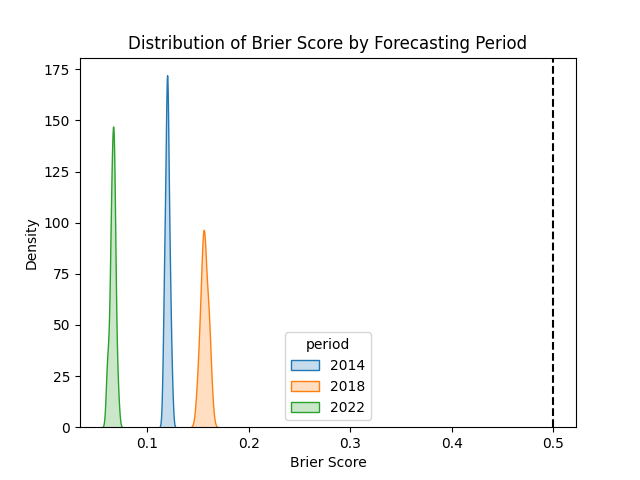 Distribution of Brier Score by Forecasting Period
175
150
125
100
75
50
25
0
Density
period
2014
2018
2022
0.1 0.2 0.3 0.4 0.5
Brier Score